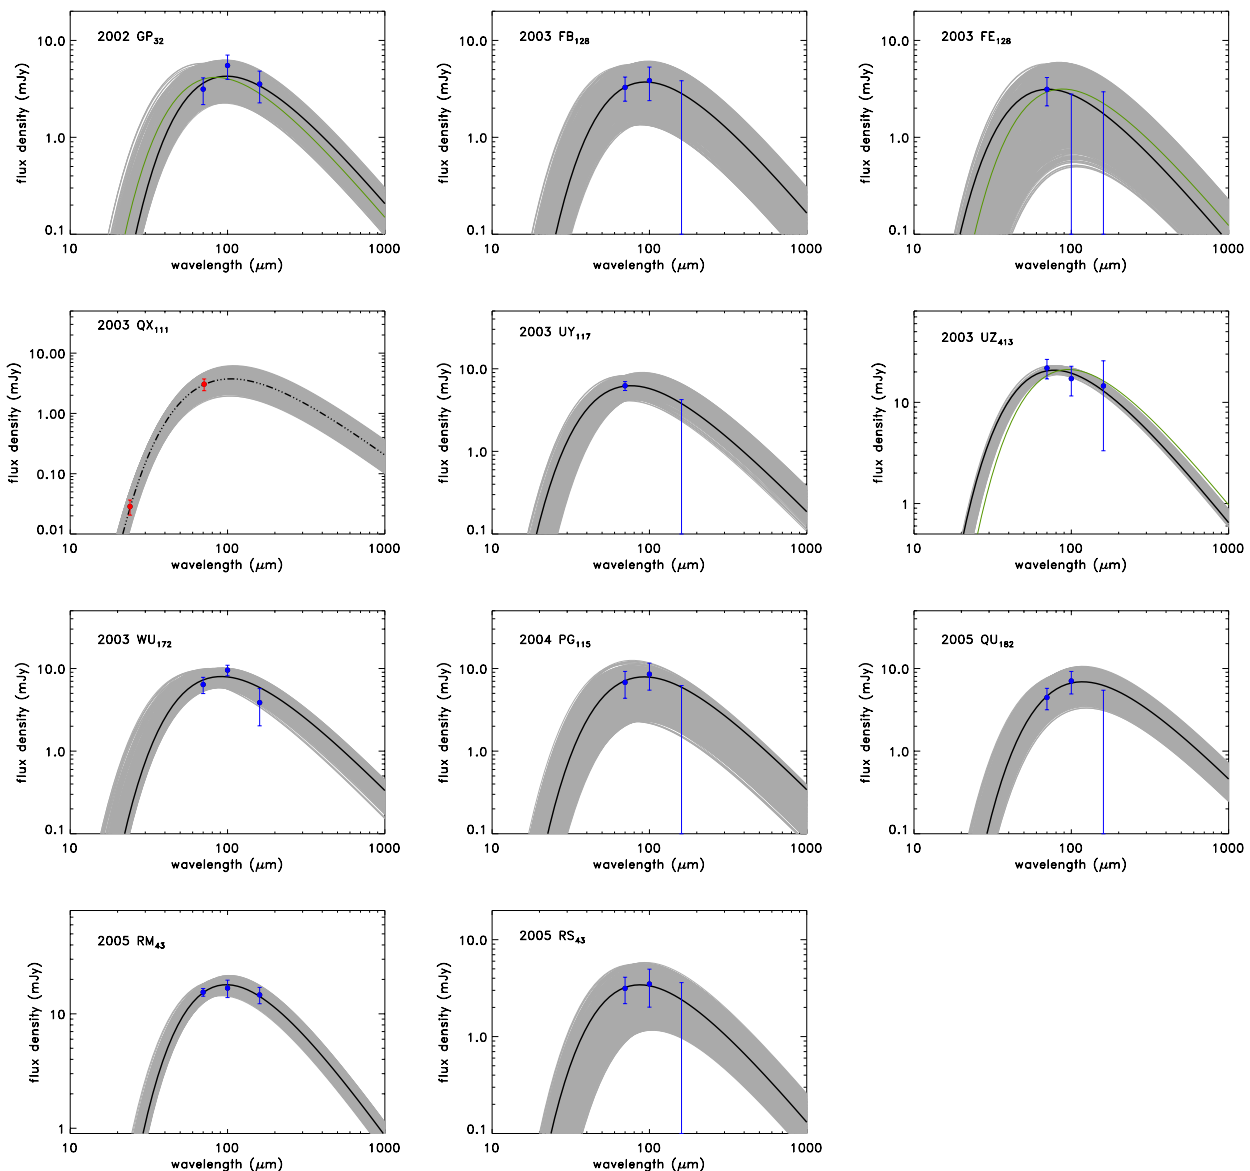 2002 GP32
flux density (mJy)
10.0
1.0
0.1
10 100 1000
wavelength (μm)
2003 FB128
flux density (mJy)
10.0
1.0
0.1
10 100 1000
wavelength (μm)
2003 FE128
flux density (mJy)
10.0
1.0
0.1
10 100 1000
wavelength (μm)
2003 QX111
flux density (mJy)
10.00
1.00
0.10
0.01
10 100 1000
wavelength (μm)
2003 UY117
flux density (mJy)
10.0
1.0
0.1
10 100 1000
wavelength (μm)
2003 UZ413
flux density (mJy)
10
1
10 100 1000
wavelength (μm)
2003 WU172
flux density (mJy)
10.0
1.0
0.1
10 100 1000
wavelength (μm)
2004 PG115
flux density (mJy)
10.0
1.0
0.1
10 100 1000
wavelength (μm)
2005 QU182
flux density (mJy)
10.0
1.0
0.1
10 100 1000
wavelength (μm)
2005 RM43
flux density (mJy)
10
1
10 100 1000
wavelength (μm)
2005 RS43
flux density (mJy)
10.0
1.0
0.1
10 100 1000
wavelength (μm)